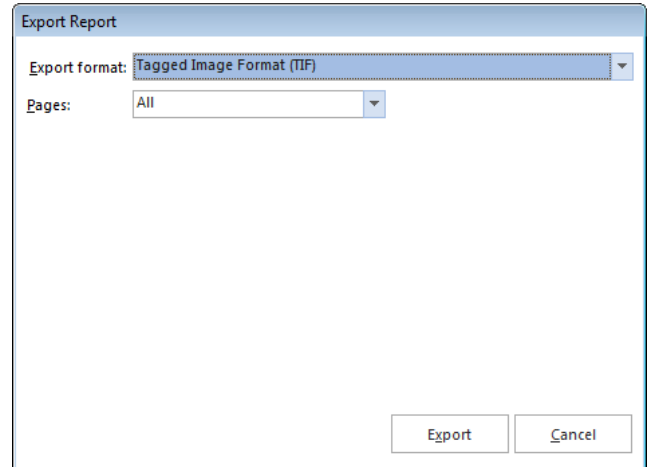 Export Report
Export format: Tagged Image Format (TIF)
Pages: All
Export Cancel